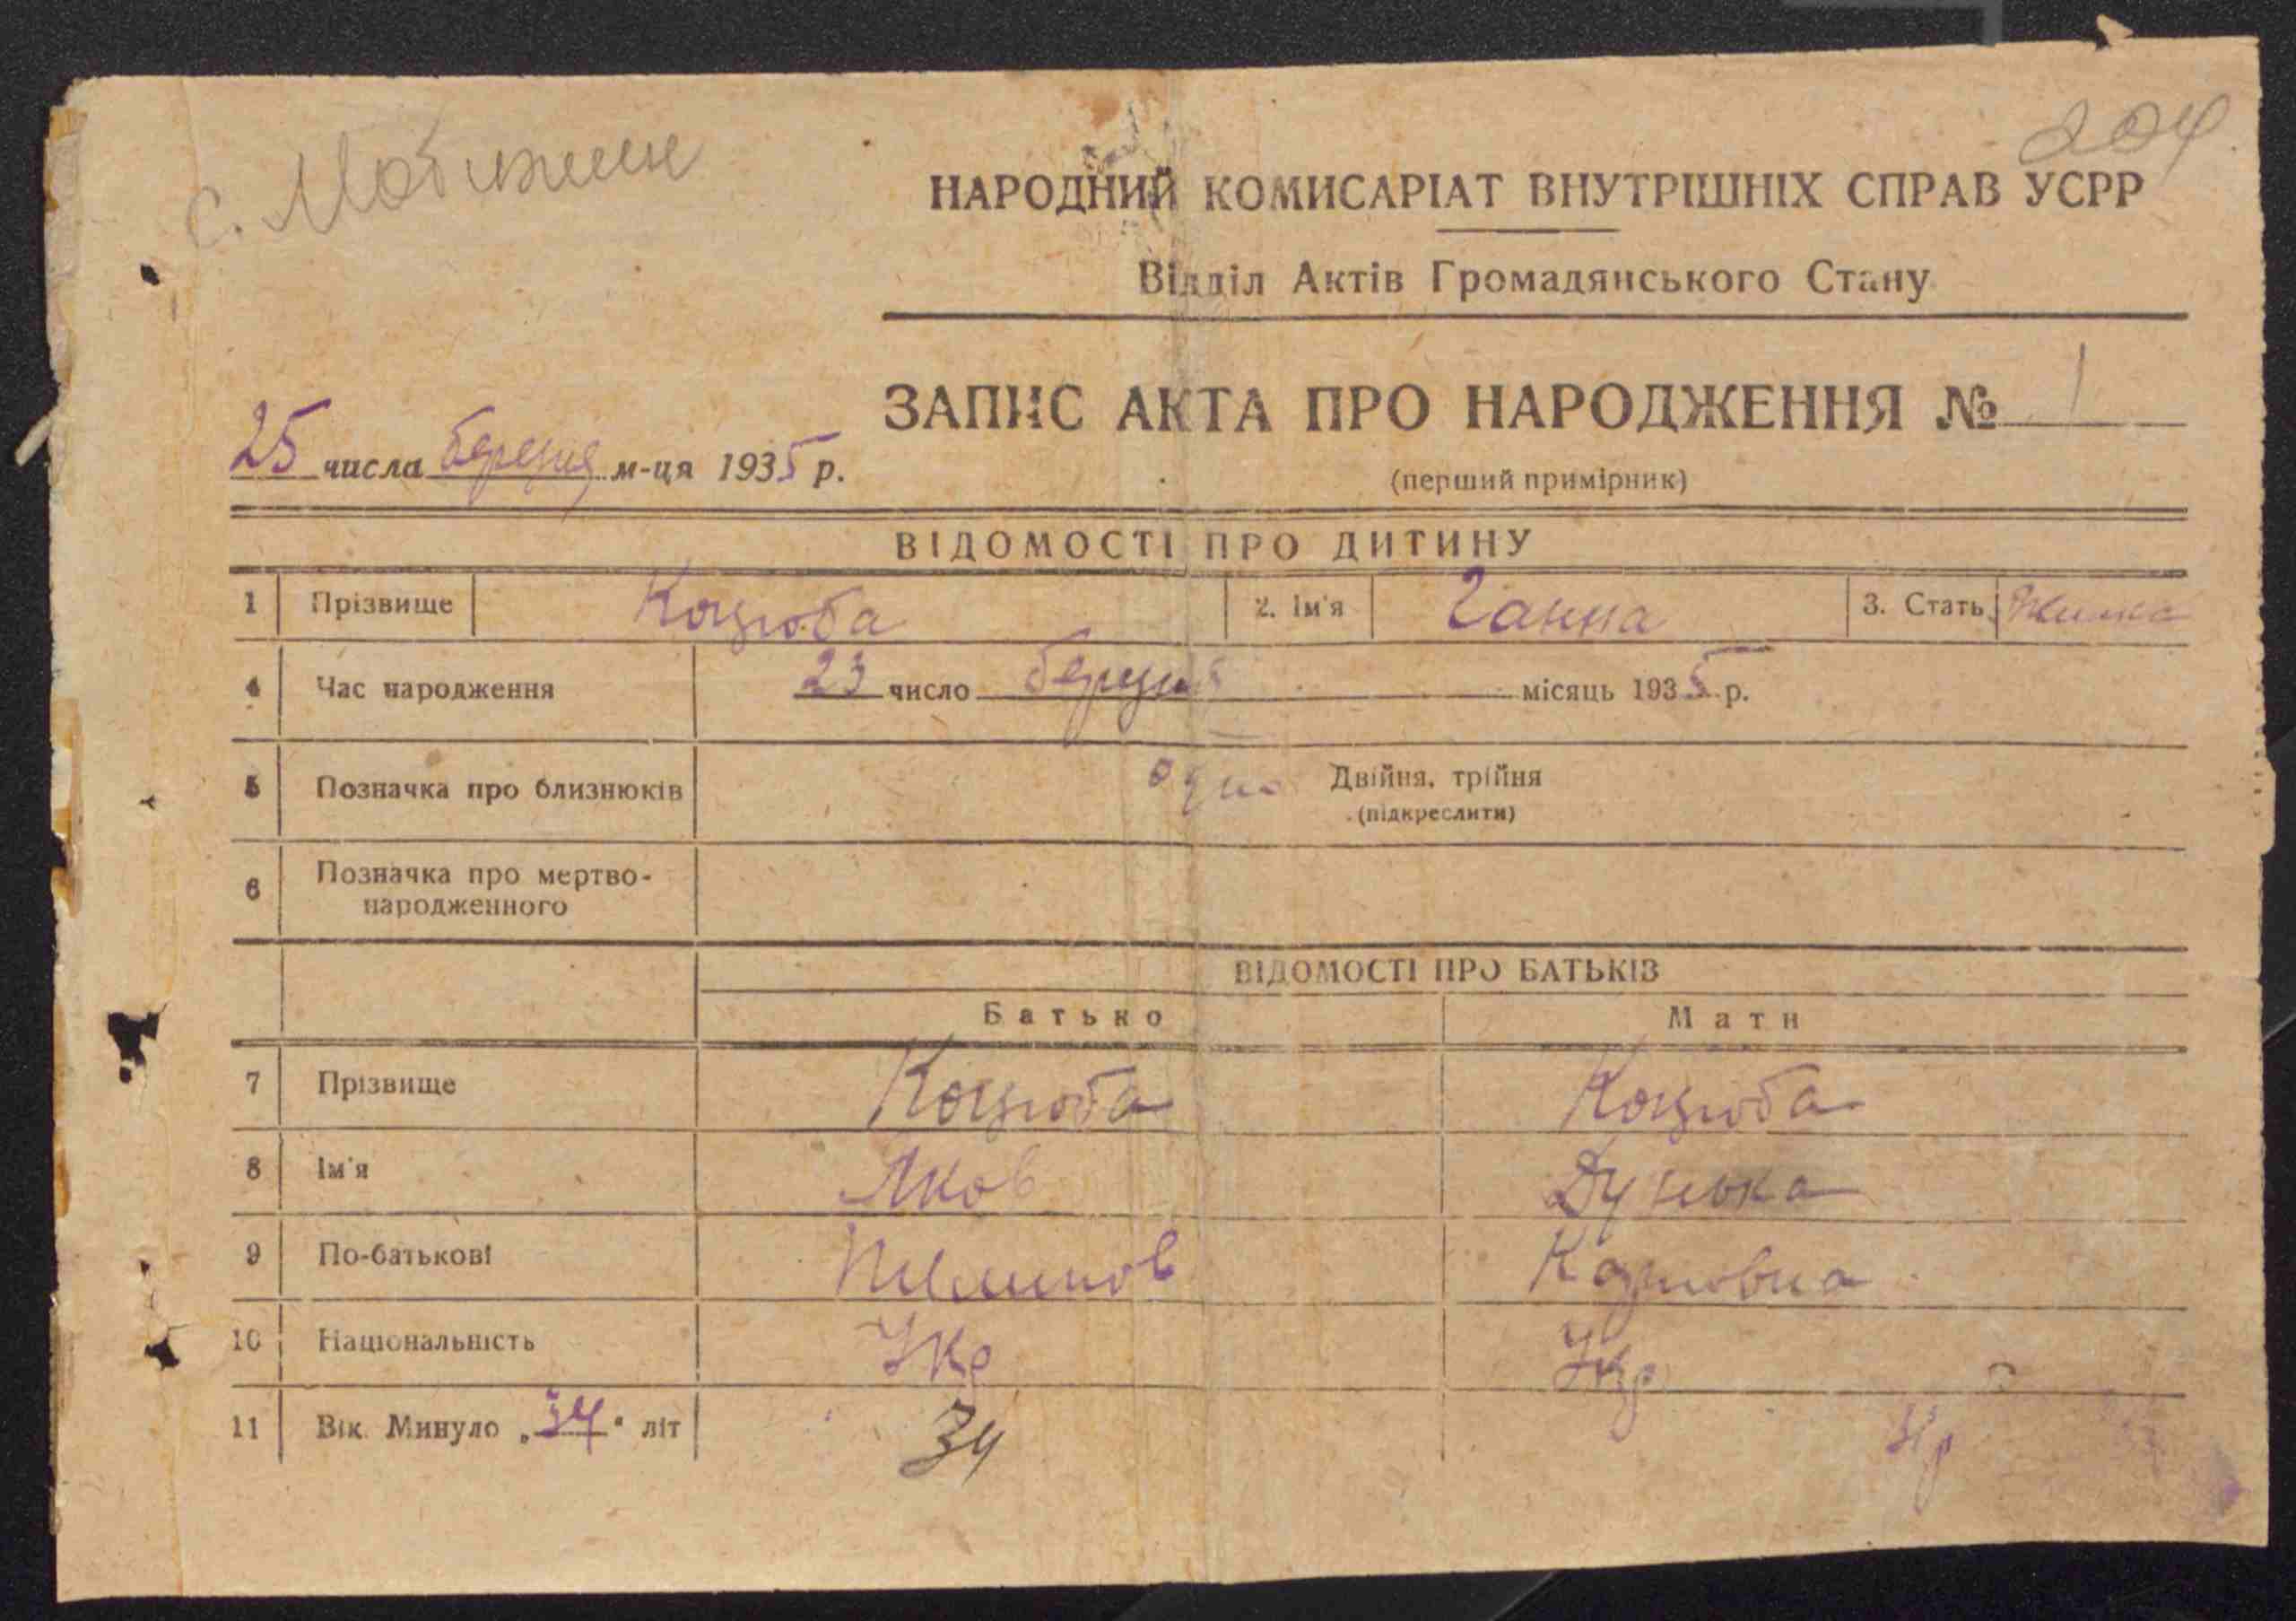 с. Мотижин
204
НАРОДНИЙ КОМИСАРІАТ ВНУТРІШНІХ СПРАВ УСРР
Відділ Актів Громадянського Стану
ЗАПИС АКТА ПРО НАРОДЖЕННЯ № 1
25 числа березня м-ця 1935 р.
(перший примірник)
ВІДОМОСТІ ПРО ДИТИНУ
1 Прізвище Коцюба 2. Ім'я Ганна 3. Стать
4 Час народження 23 число березня місяць 1935 р.
5 Позначка про близнюків одно Двійня, трійня
(підкреслити)
6 Позначка про мертво-
народженного
ВІДОМОСТІ ПРО БАТЬКІВ
Батько Мати
7 Прізвище Коцюба Коцюба
8 Ім'я Яков Дунька
9 По-батькові Пилипов
10 Національність Укр Укр
11 Вік. Минуло „34" літ 34